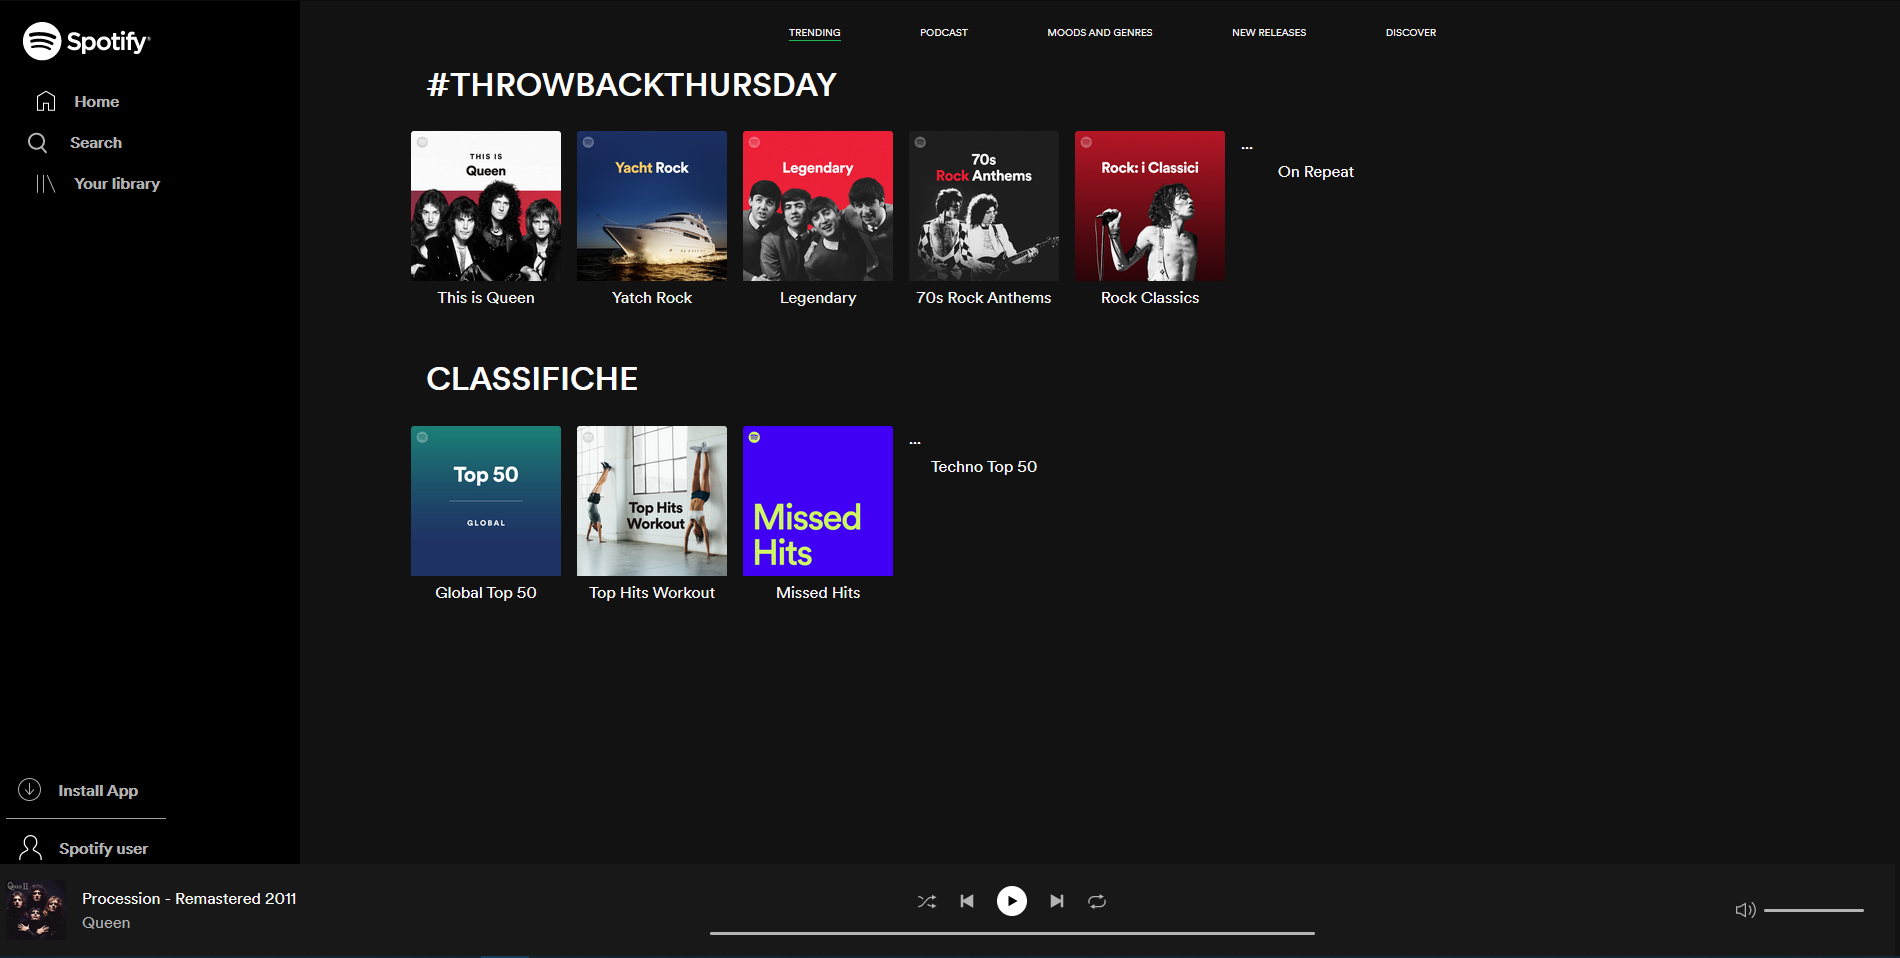 Spotify®
Home
Search
Your library
Install App
Spotify user
TRENDING
PODCAST
MOODS AND GENRES
NEW RELEASES
DISCOVER
#THROWBACKTHURSDAY
THIS IS
Queen
This is Queen
Yacht Rock
Yatch Rock
Legendary
Legendary
70s
Rock Anthems
70s Rock Anthems
Rock: i Classici
Rock Classics
...
On Repeat
CLASSIFICHE
Top 50
GLOBAL
Global Top 50
Top Hits
Workout
Top Hits Workout
Missed
Hits
Missed Hits
...
Techno Top 50
Queen II
Procession - Remastered 2011
Queen